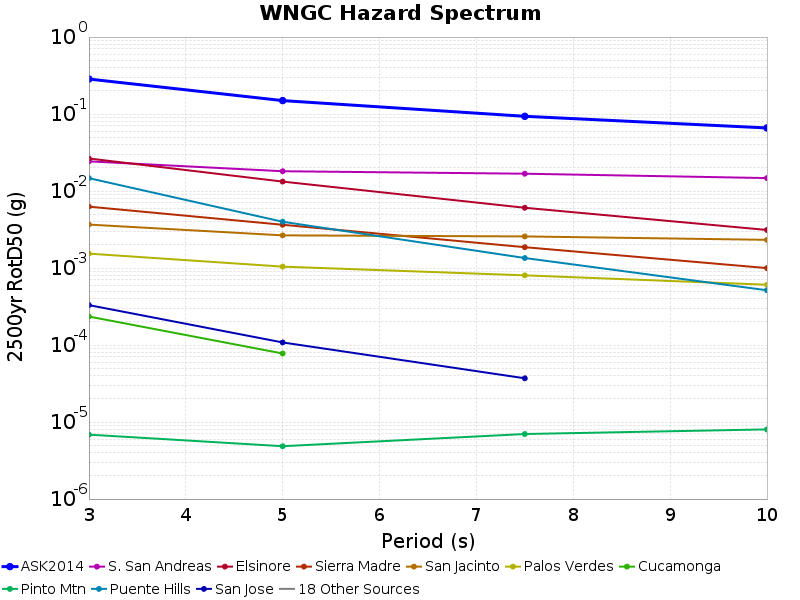 WNGC Hazard Spectrum
2500yr RotD50 (g)
10^0
10^-1
10^-2
10^-3
10^-4
10^-5
10^-6
3 4 5 6 7 8 9 10
Period (s)
ASK2014 S. San Andreas Elsinore Sierra Madre San Jacinto Palos Verdes Cucamonga
Pinto Mtn Puente Hills San Jose 18 Other Sources